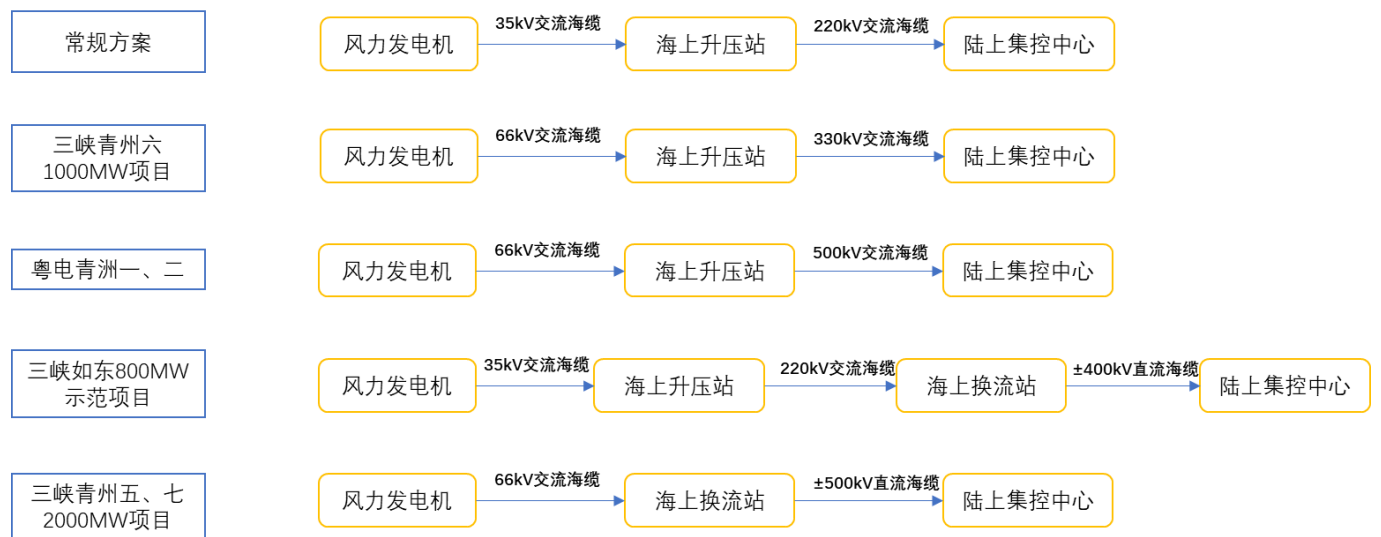 常规方案
风力发电机
35kV交流海缆
海上升压站
220kV交流海缆
陆上集控中心
三峡青州六
1000MW项目
风力发电机
66kV交流海缆
海上升压站
330kV交流海缆
陆上集控中心
粤电青洲一、二
风力发电机
66kV交流海缆
海上升压站
500kV交流海缆
陆上集控中心
三峡如东800MW
示范项目
风力发电机
35kV交流海缆
海上升压站
220kV交流海缆
海上换流站
±400kV直流海缆
陆上集控中心
三峡青州五、七
2000MW项目
风力发电机
66kV交流海缆
海上换流站
±500kV直流海缆
陆上集控中心